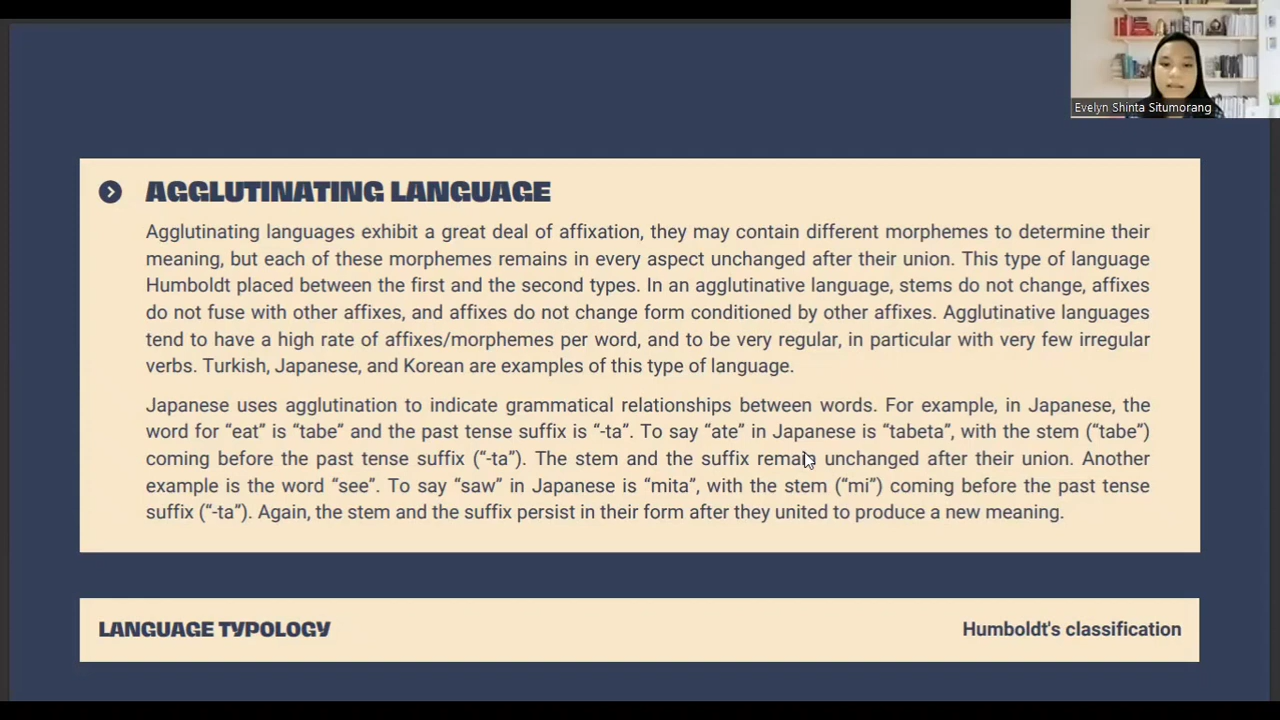 Evelyn Shinta Situmorang
AGGLUTINATING LANGUAGE
Agglutinating languages exhibit a great deal of affixation, they may contain different morphemes to determine their
meaning, but each of these morphemes remains in every aspect unchanged after their union. This type of language
Humboldt placed between the first and the second types. In an agglutinative language, stems do not change, affixes
do not fuse with other affixes, and affixes do not change form conditioned by other affixes. Agglutinative languages
tend to have a high rate of affixes/morphemes per word, and to be very regular, in particular with very few irregular
verbs. Turkish, Japanese, and Korean are examples of this type of language.
Japanese uses agglutination to indicate grammatical relationships between words. For example, in Japanese, the
word for “eat” is “tabe” and the past tense suffix is “-ta”. To say “ate” in Japanese is “tabeta”, with the stem (“tabe”)
coming before the past tense suffix (“-ta”). The stem and the suffix remain unchanged after their union. Another
example is the word “see”. To say “saw” in Japanese is “mita”, with the stem (“mi”) coming before the past tense
suffix (“-ta”). Again, the stem and the suffix persist in their form after they united to produce a new meaning.
LANGUAGE TYPOLOGY
Humboldt's classification